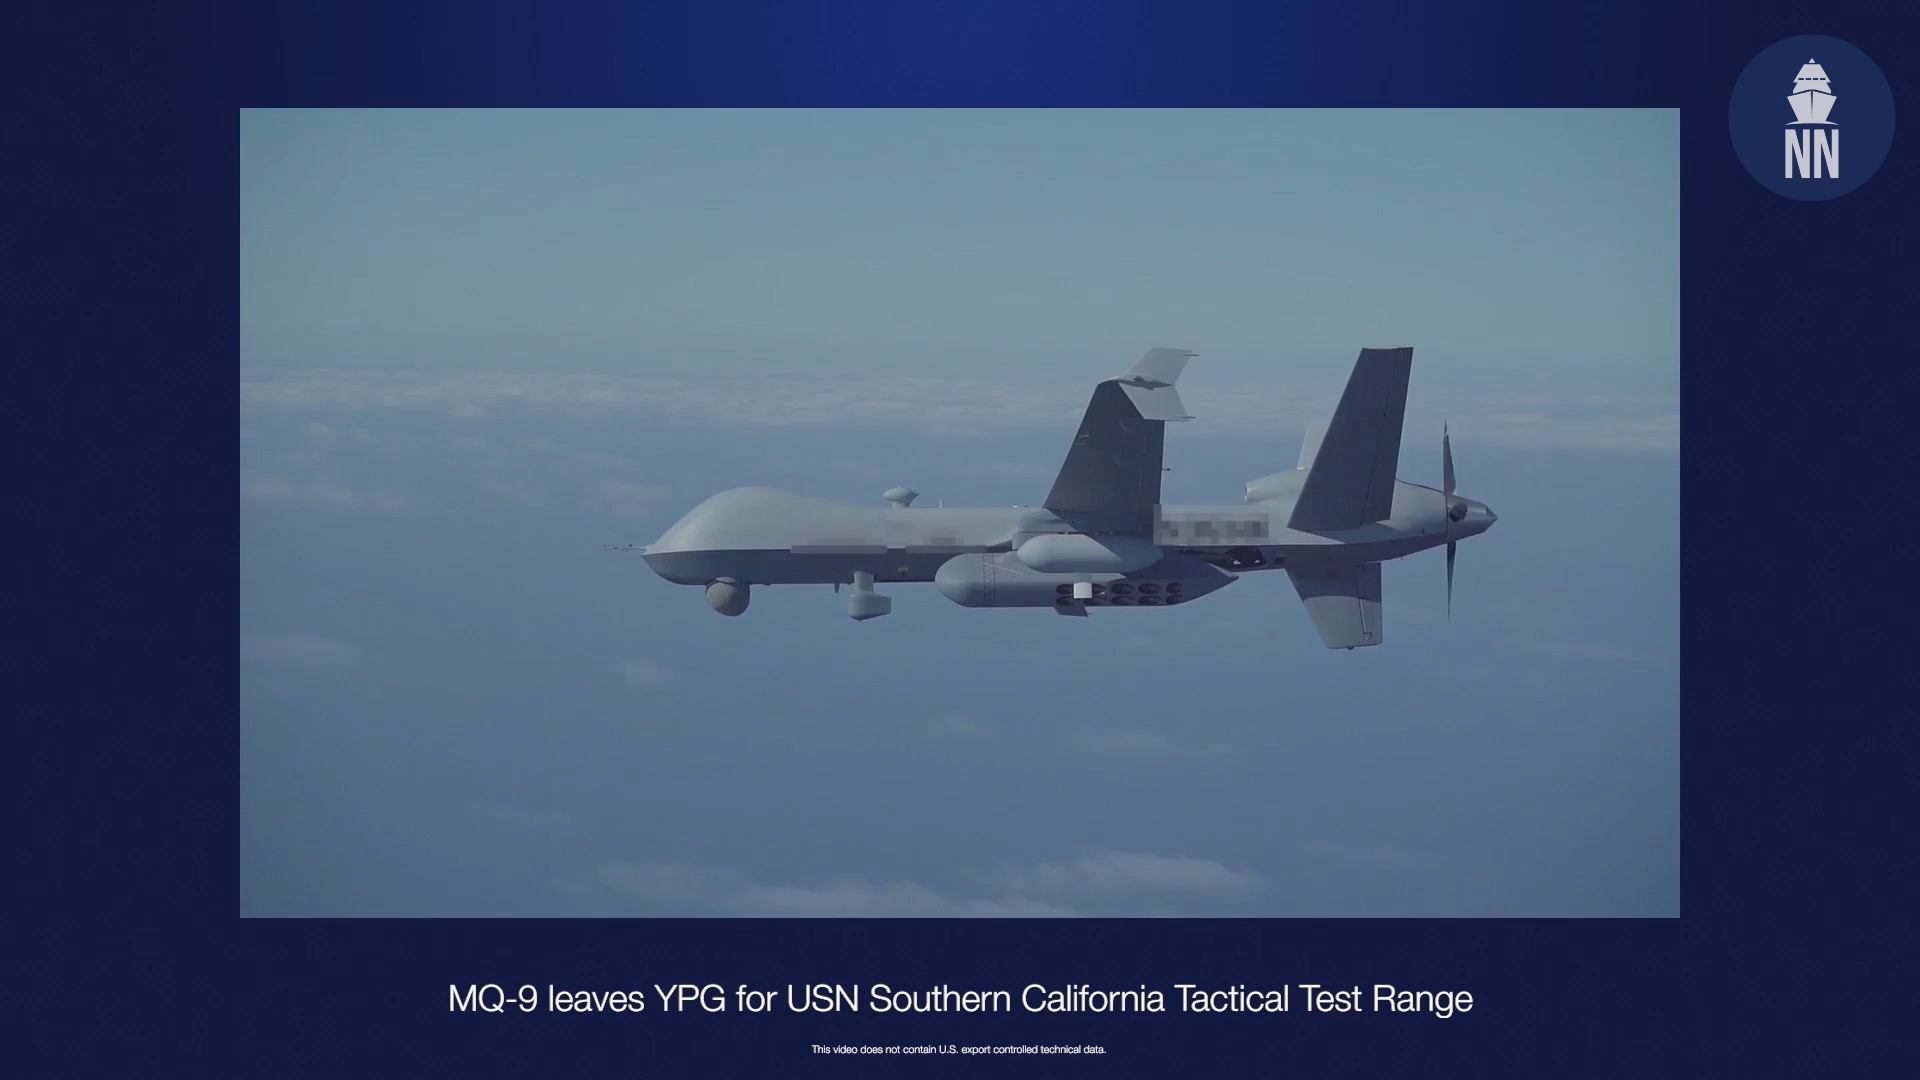 NN
MQ-9 leaves YPG for USN Southern California Tactical Test Range
This video does not contain U.S. export controlled technical data.